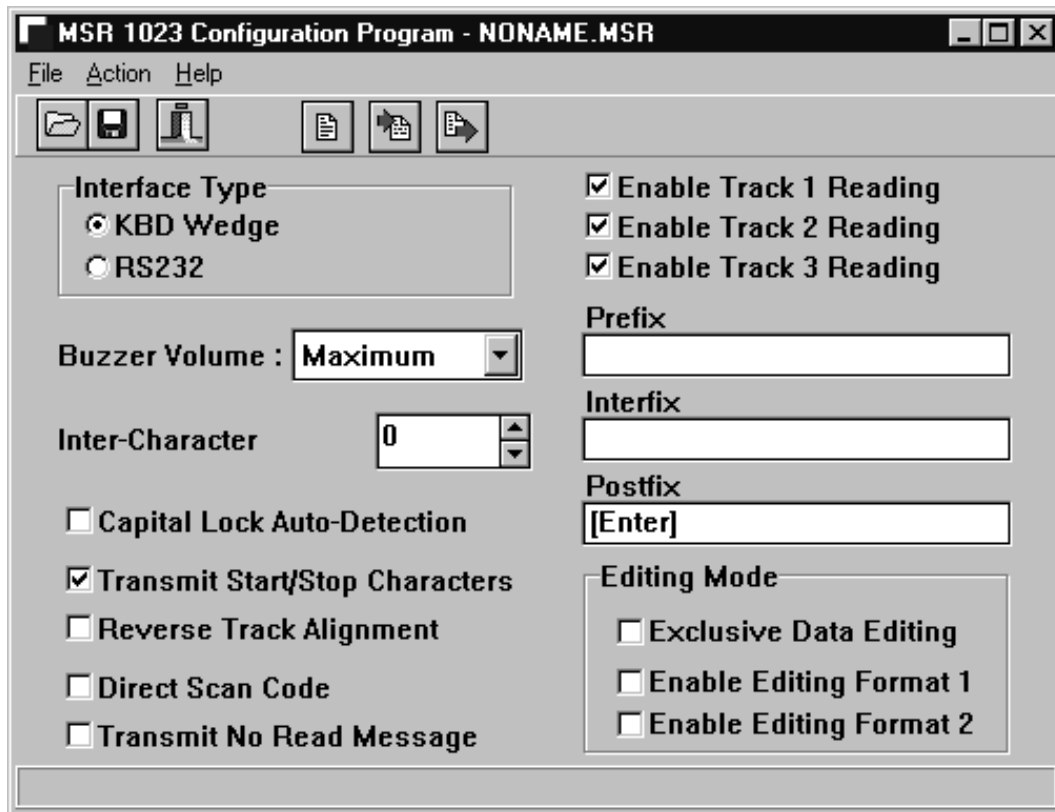 MSR 1023 Configuration Program - NONAME.MSR
File Action Help
Interface Type
KBD Wedge
RS232
Buzzer Volume : Maximum
Inter-Character 0
Capital Lock Auto-Detection
Transmit Start/Stop Characters
Reverse Track Alignment
Direct Scan Code
Transmit No Read Message
Enable Track 1 Reading
Enable Track 2 Reading
Enable Track 3 Reading
Prefix
Interfix
Postfix
[Enter]
Editing Mode
Exclusive Data Editing
Enable Editing Format 1
Enable Editing Format 2